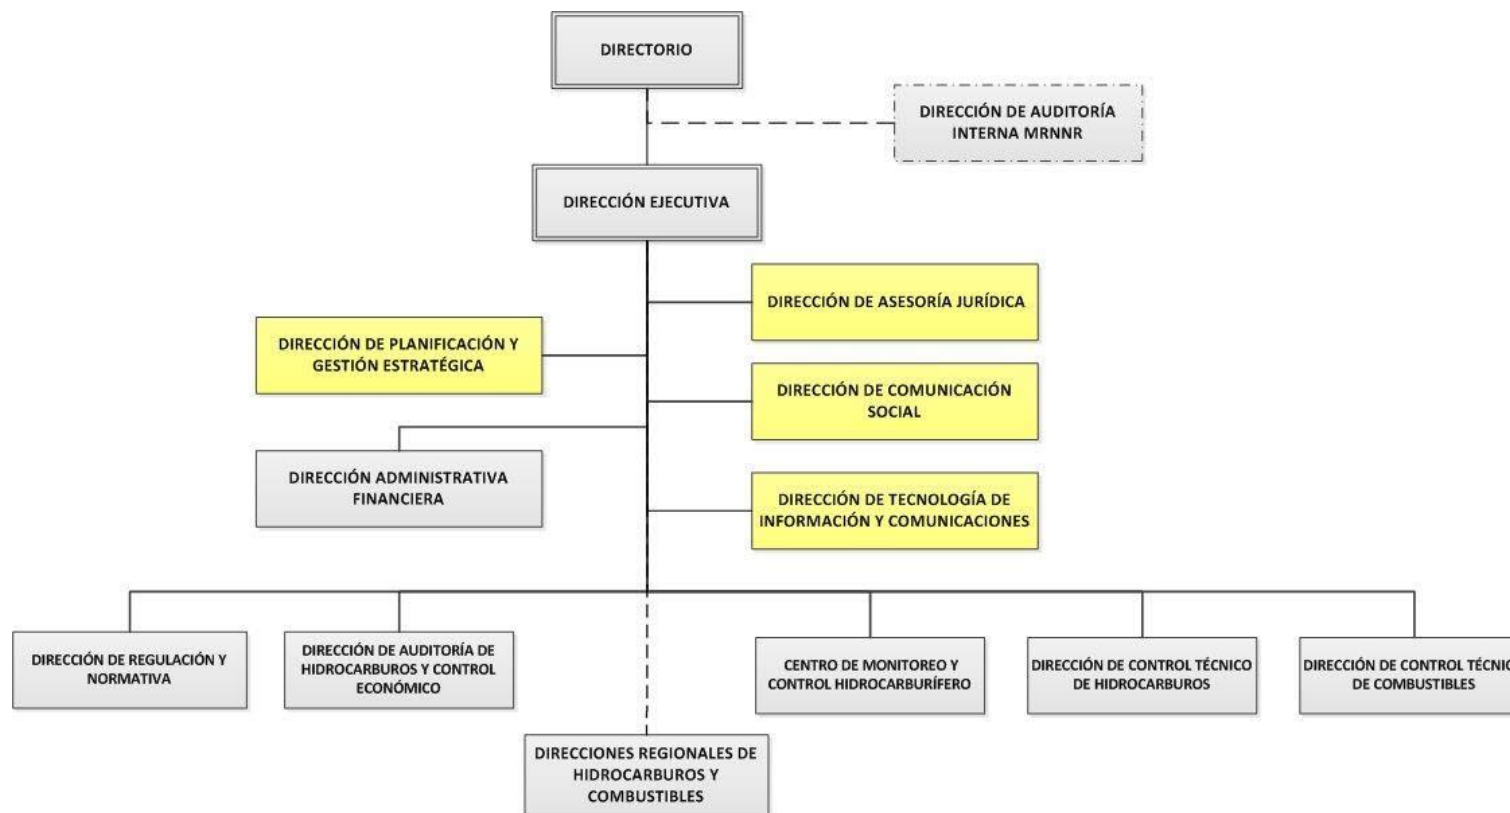 DIRECTORIO
DIRECCIÓN DE AUDITORÍA
INTERNA MRNNR
DIRECCIÓN EJECUTIVA
DIRECCIÓN DE ASESORÍA JURÍDICA
DIRECCIÓN DE PLANIFICACIÓN Y
GESTIÓN ESTRATÉGICA
DIRECCIÓN DE COMUNICACIÓN
SOCIAL
DIRECCIÓN ADMINISTRATIVA
FINANCIERA
DIRECCIÓN DE TECNOLOGÍA DE
INFORMACIÓN Y COMUNICACIONES
DIRECCIÓN DE REGULACIÓN Y
NORMATIVA
DIRECCIÓN DE AUDITORÍA DE
HIDROCARBUROS Y CONTROL
ECONÓMICO
CENTRO DE MONITOREO Y
CONTROL HIDROCARBURÍFERO
DIRECCIÓN DE CONTROL TÉCNICO
DE HIDROCARBUROS
DIRECCIÓN DE CONTROL TÉCNIC
DE COMBUSTIBLES
DIRECCIONES REGIONALES DE
HIDROCARBUROS Y
COMBUSTIBLES